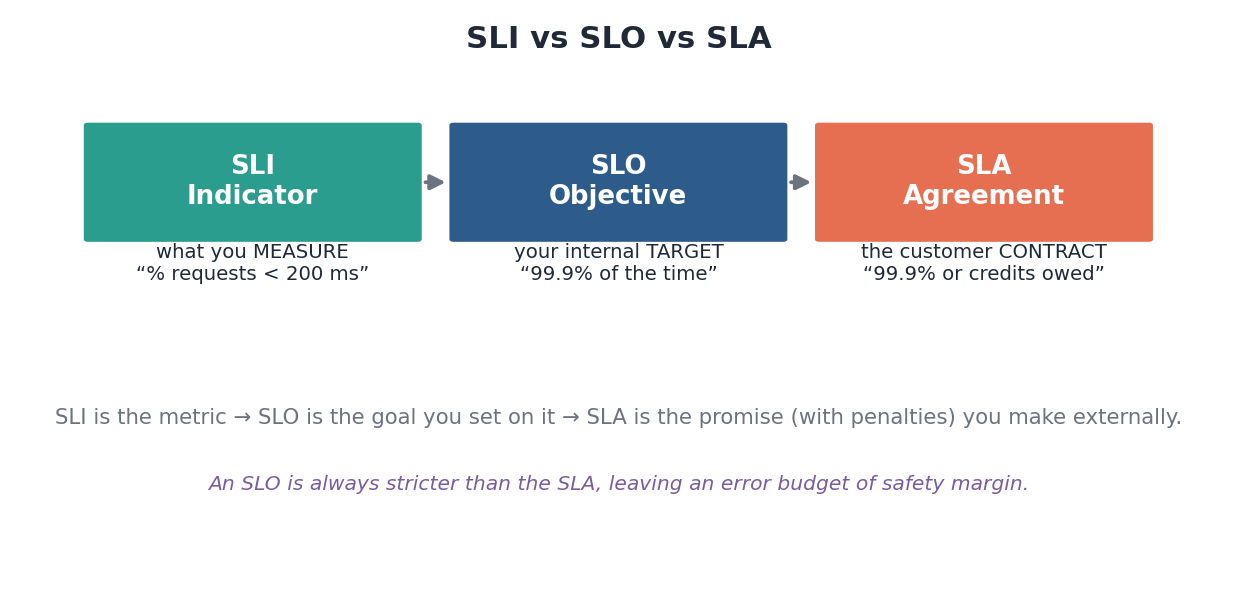 SLI vs SLO vs SLA
SLI
Indicator
SLO
Objective
SLA
Agreement
what you MEASURE
“% requests < 200 ms”
your internal TARGET
“99.9% of the time”
the customer CONTRACT
“99.9% or credits owed”
SLI is the metric → SLO is the goal you set on it → SLA is the promise (with penalties) you make externally.
An SLO is always stricter than the SLA, leaving an error budget of safety margin.